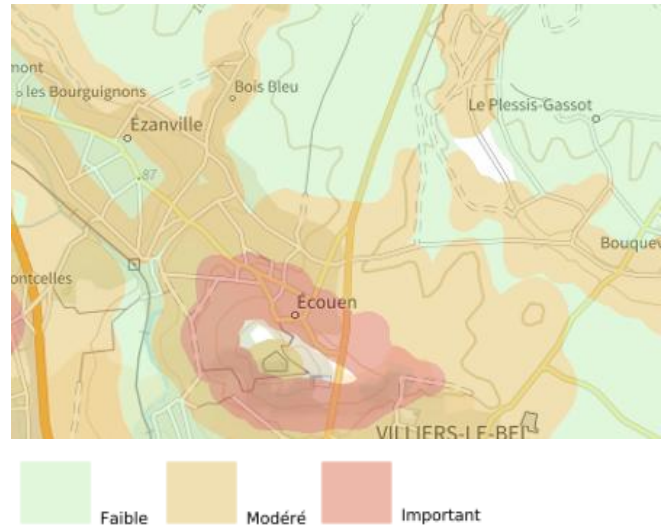 mont
les Bourguignons
Bois Bleu
Le Plessis-Gassot
Ézanville
87
Bouquev
ontcelles
Écouen
VILLIERS-LE-BEL
Faible Modéré Important